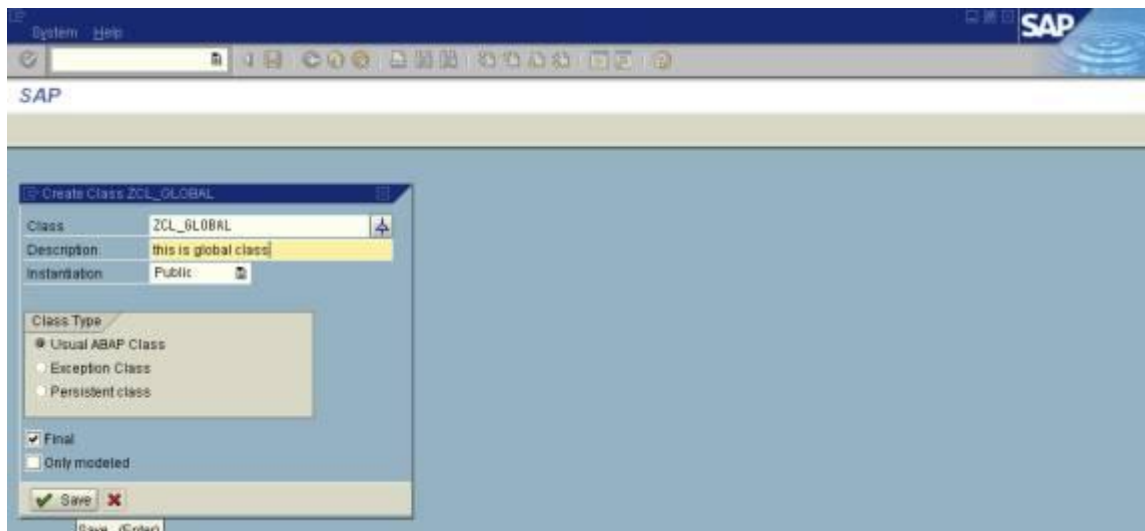 System Help
SAP
SAP
Create Class ZCL_GLOBAL
Class ZCL_GLOBAL
Description this is global class
Instantiation Public
Class Type
Usual ABAP Class
Exception Class
Persistent class
Final
Only modeled
Save
Save (Enter)